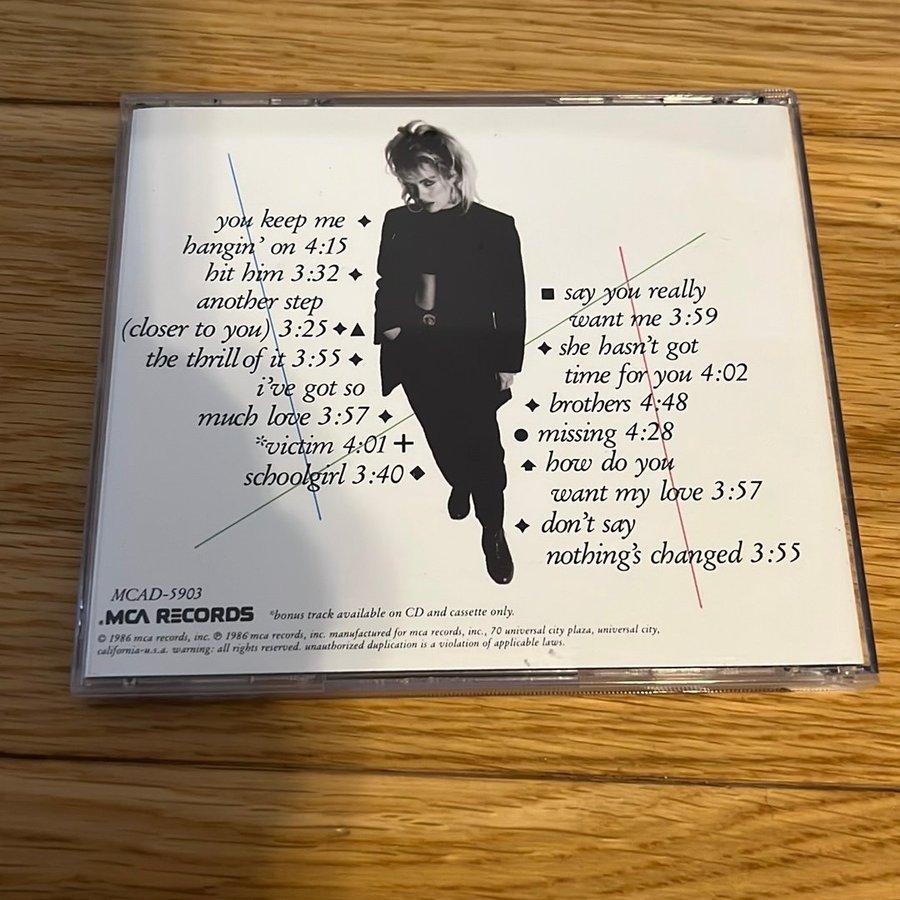 you keep me
hangin' on 4:15
hit him 3:32
another step
(closer to you) 3:25
the thrill of it 3:55
i've got so
much love 3:57
*victim 4:01
schoolgirl 3:40
say you really
want me 3:59
she hasn't got
time for you 4:02
brothers 4:48
missing 4:28
how do you
want my love 3:57
don't say
nothing's changed 3:55
MCAD-5903
MCA RECORDS
*bonus track available on CD and cassette only.
© 1986 mca records, inc. ℗ 1986 mca records, inc. manufactured for mca records, inc., 70 universal city plaza, universal city,
california-u.s.a. warning: all rights reserved. unauthorized duplication is a violation of applicable laws.